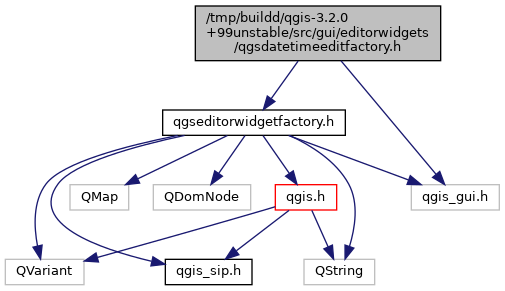 /tmp/buildd/qgis-3.2.0
+99unstable/src/gui/editorwidgets
/qgsdatetimeeditfactory.h
qgseditorwidgetfactory.h
QMap
QDomNode
qgis.h
qgis_gui.h
QVariant
qgis_sip.h
QString